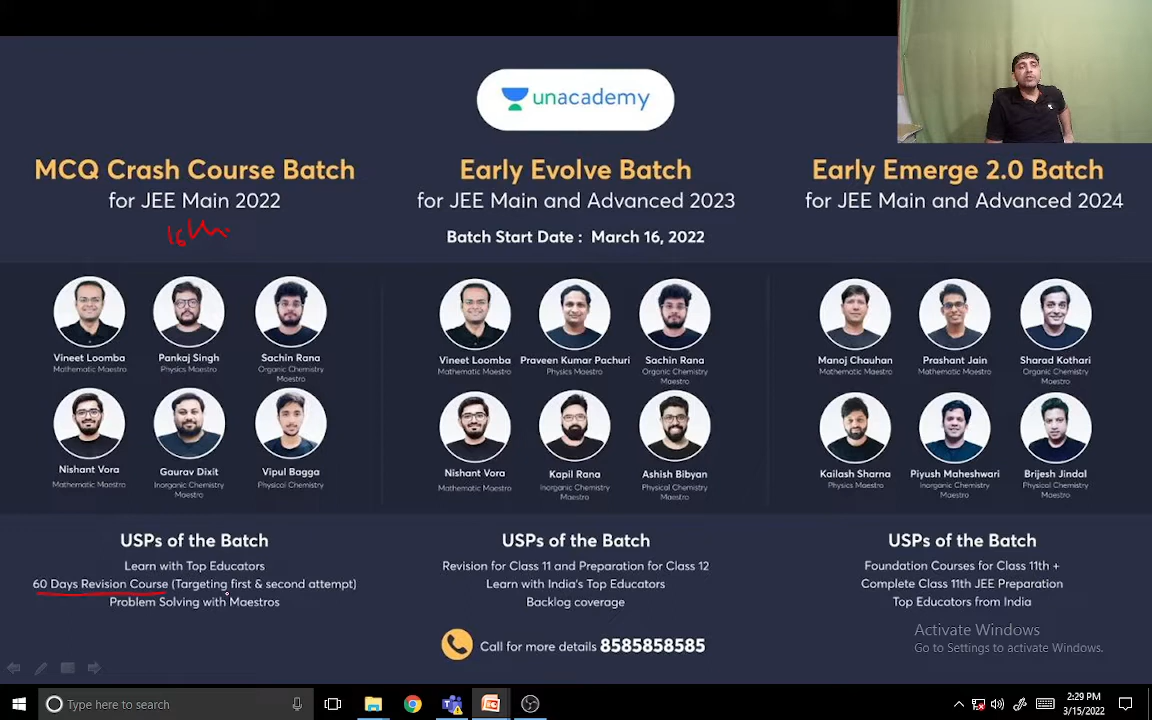 unacademy
MCQ Crash Course Batch
for JEE Main 2022
16th
Early Evolve Batch
for JEE Main and Advanced 2023
Batch Start Date : March 16, 2022
Early Emerge 2.0 Batch
for JEE Main and Advanced 2024
Vineet Loomba
Mathematic Maestro
Pankaj Singh
Physics Maestro
Sachin Rana
Organic Chemistry
Maestro
Nishant Vora
Mathematic Maestro
Gaurav Dixit
Inorganic Chemistry
Maestro
Vipul Bagga
Physical Chemistry
Vineet Loomba
Mathematic Maestro
Praveen Kumar Pachuri
Physics Maestro
Sachin Rana
Organic Chemistry
Maestro
Nishant Vora
Mathematic Maestro
Kapil Rana
Inorganic Chemistry
Maestro
Ashish Bibyan
Physical Chemistry
Maestro
Manoj Chauhan
Mathematic Maestro
Prashant Jain
Mathematic Maestro
Sharad Kothari
Organic Chemistry
Maestro
Kailash Sharna
Physics Maestro
Piyush Maheshwari
Inorganic Chemistry
Maestro
Brijesh Jindal
Physical Chemistry
Maestro
USPs of the Batch
Learn with Top Educators
60 Days Revision Course (Targeting first & second attempt)
Problem Solving with Maestros
USPs of the Batch
Revision for Class 11 and Preparation for Class 12
Learn with India's Top Educators
Backlog coverage
USPs of the Batch
Foundation Courses for Class 11th +
Complete Class 11th JEE Preparation
Top Educators from India
Call for more details 8585858585
Activate Windows
Go to Settings to activate Windows.
Type here to search
2:29 PM
3/15/2022